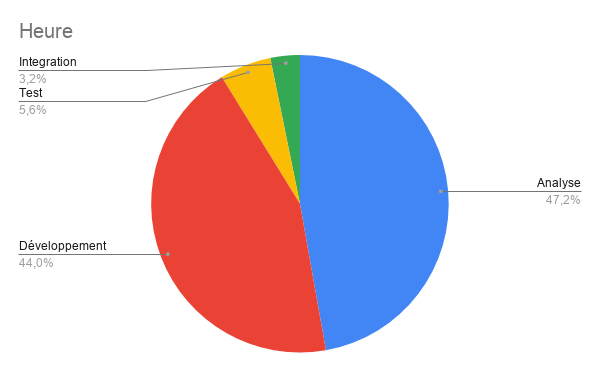 Heure
Integration
3,2%
Test
5,6%
Analyse
47,2%
Développement
44,0%